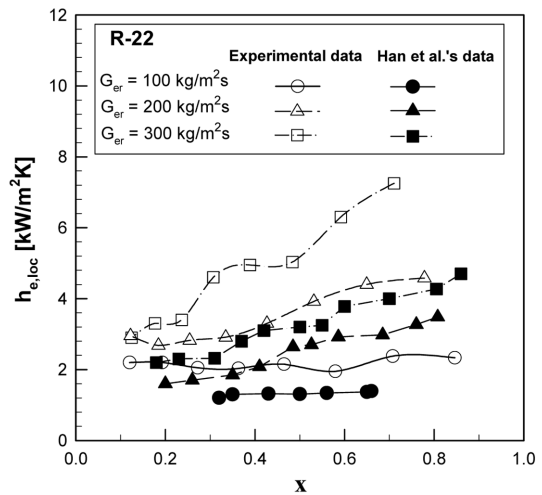 12
10
8
6
4
2
0
h_e,loc [kW/m²K]
R-22
Experimental data Han et al.'s data
G_er = 100 kg/m²s
G_er = 200 kg/m²s
G_er = 300 kg/m²s
0.0 0.2 0.4 0.6 0.8 1.0
x